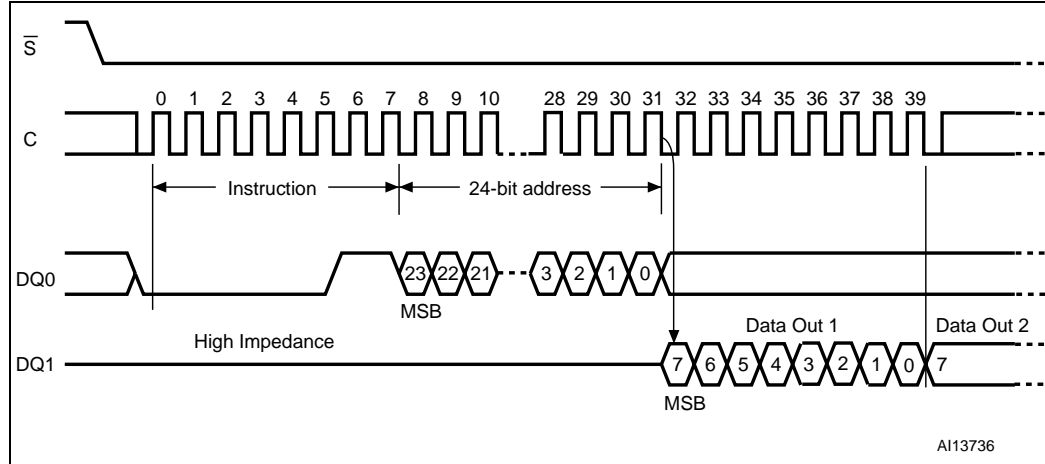 S
0 1 2 3 4 5 6 7 8 9 10 28 29 30 31 32 33 34 35 36 37 38 39
C
Instruction 24-bit address
DQ0 23 22 21 3 2 1 0
MSB
High Impedance Data Out 1 Data Out 2
DQ1 7 6 5 4 3 2 1 0 7
MSB
AI13736